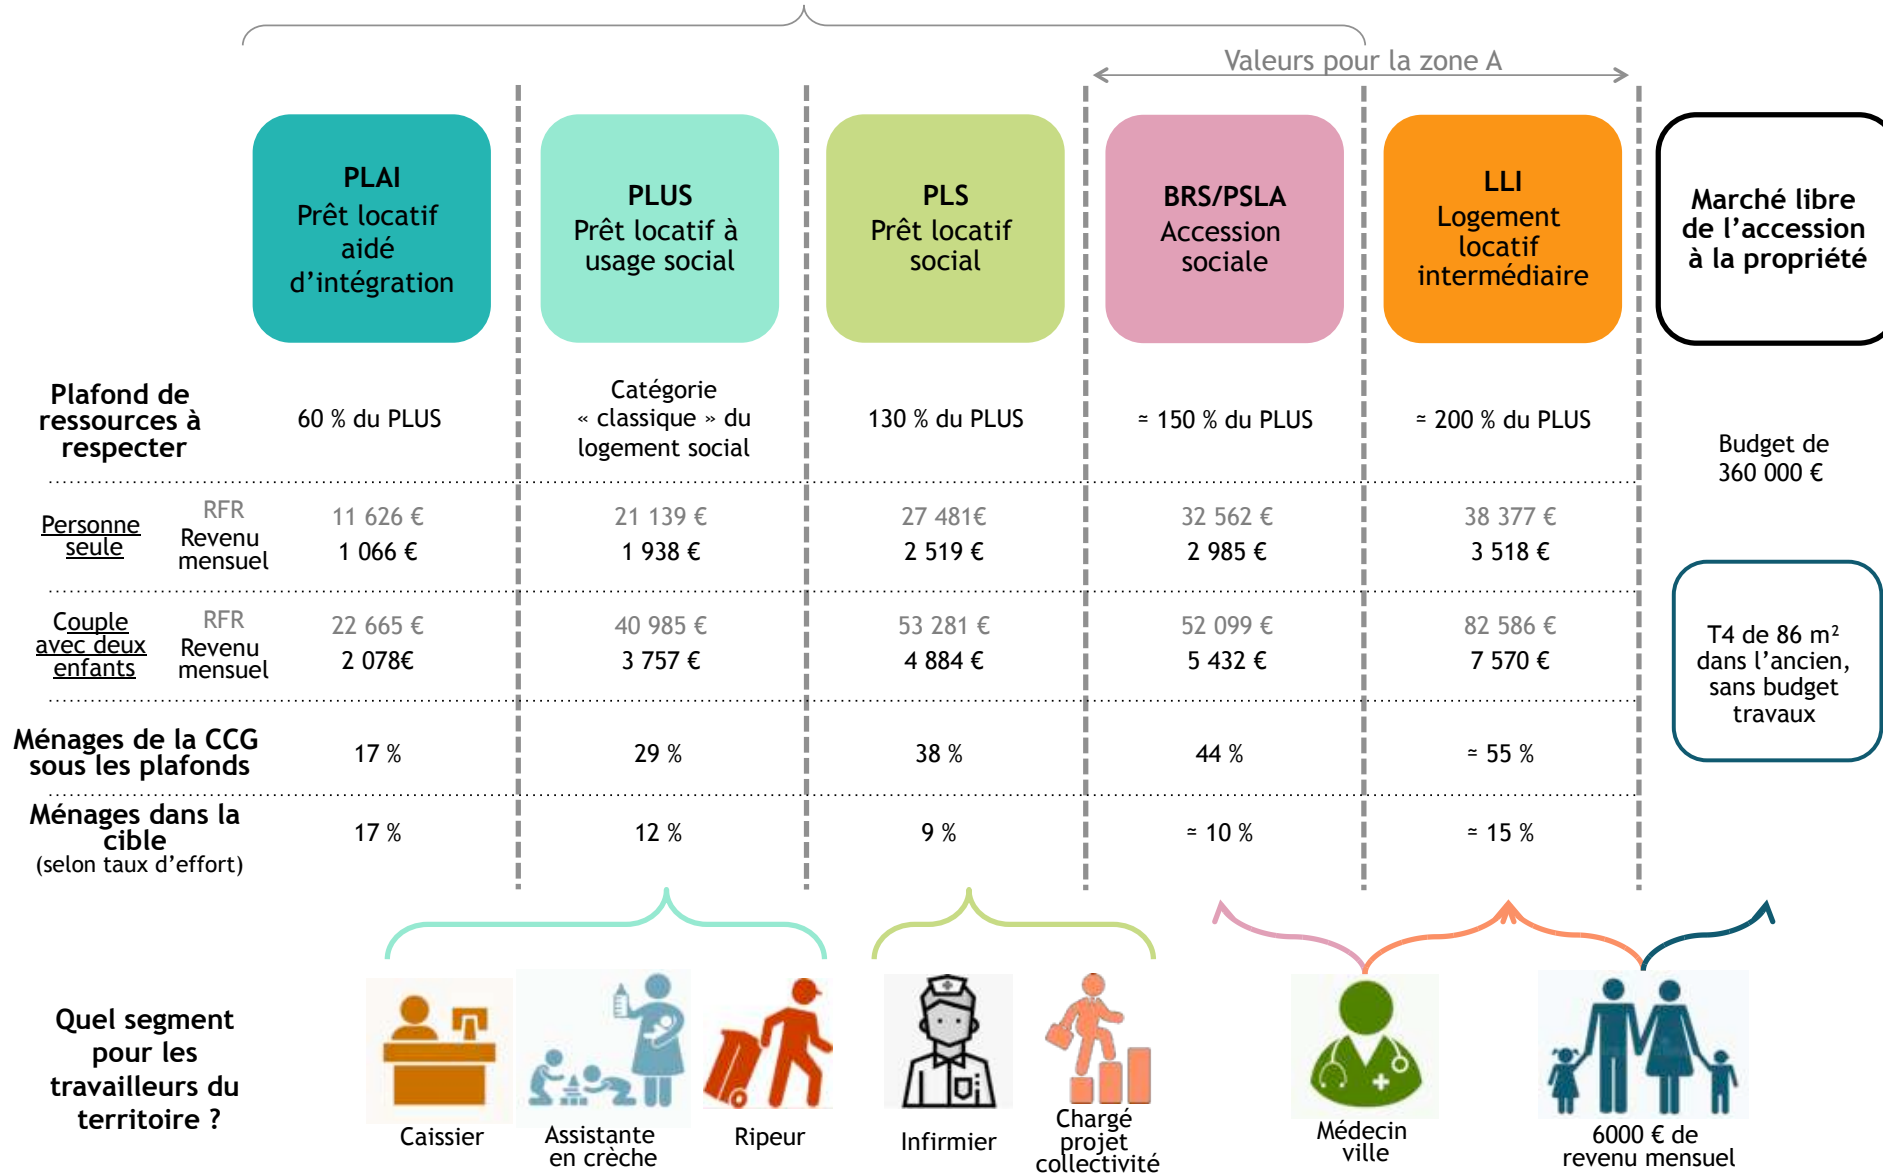 Valeurs pour la zone A
PLAI
Prêt locatif
aidé
d’intégration
PLUS
Prêt locatif à
usage social
PLS
Prêt locatif
social
BRS/PSLA
Accession
sociale
LLI
Logement
locatif
intermédiaire
Marché libre
de l’accession
à la propriété
Plafond de
ressources à
respecter
60 % du PLUS
Catégorie
« classique » du
logement social
130 % du PLUS
≃ 150 % du PLUS
≃ 200 % du PLUS
Budget de
360 000 €
Personne
seule
RFR
11 626 €
21 139 €
27 481€
32 562 €
38 377 €
Revenu
mensuel
1 066 €
1 938 €
2 519 €
2 985 €
3 518 €
Couple
avec deux
enfants
RFR
22 665 €
40 985 €
53 281 €
52 099 €
82 586 €
Revenu
mensuel
2 078€
3 757 €
4 884 €
5 432 €
7 570 €
T4 de 86 m²
dans l’ancien,
sans budget
travaux
Ménages de la CCG
sous les plafonds
17 %
29 %
38 %
44 %
≃ 55 %
Ménages dans la
cible
(selon taux d’effort)
17 %
12 %
9 %
≃ 10 %
≃ 15 %
Quel segment
pour les
travailleurs du
territoire ?
Caissier
Assistante
en crèche
Ripeur
Infirmier
Chargé
projet
collectivité
Médecin
ville
6000 € de
revenu mensuel